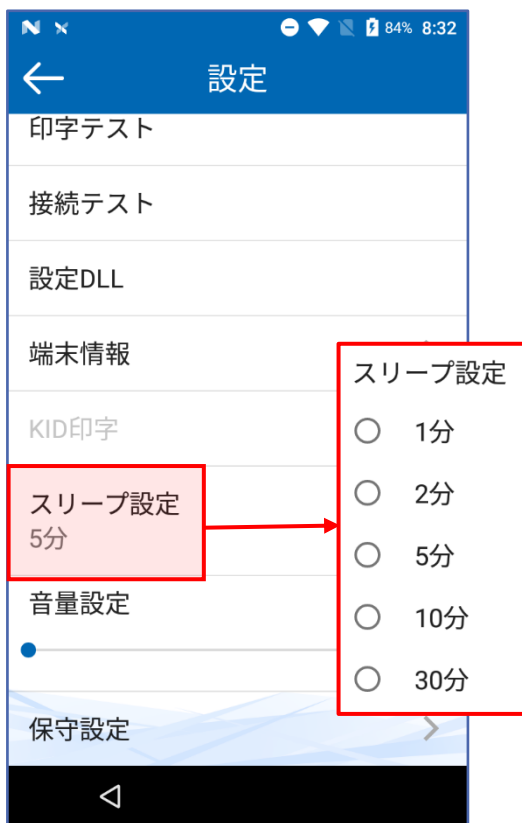 84% 8:32
設定
印字テスト
接続テスト
設定DLL
端末情報
KID印字
スリープ設定
5分
音量設定
保守設定
スリープ設定
1分
2分
5分
10分
30分